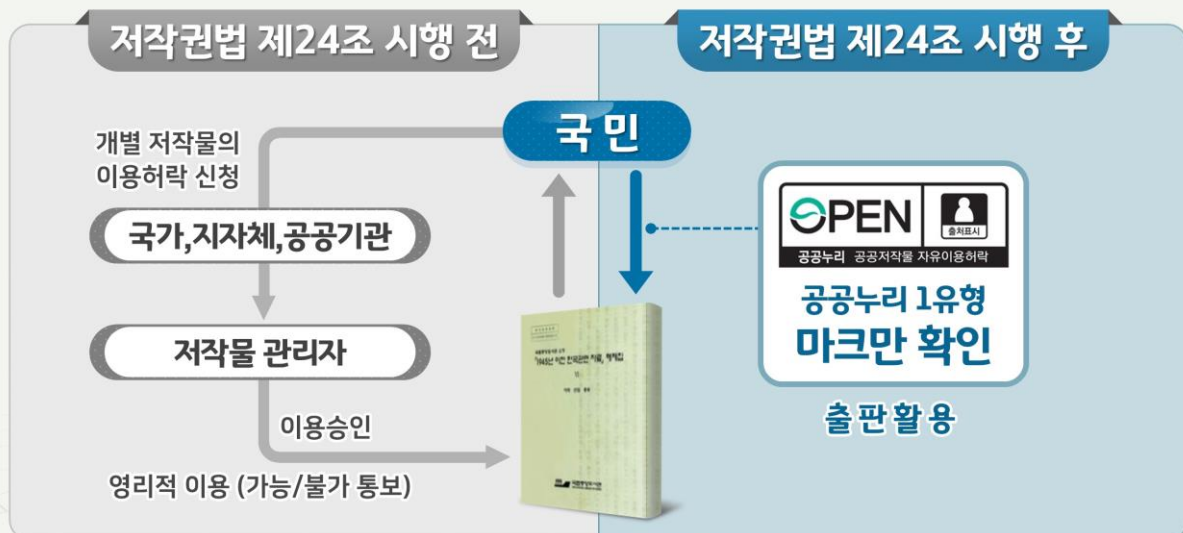 저작권법 제24조 시행 전
저작권법 제24조 시행 후
국 민
개별 저작물의
이용허락 신청
국가,지자체,공공기관
저작물 관리자
이용승인
영리적 이용 (가능/불가 통보)
OPEN
출처표시
공공누리 공공저작물 자유이용허락
공공누리 1유형
마크만 확인
출판활용